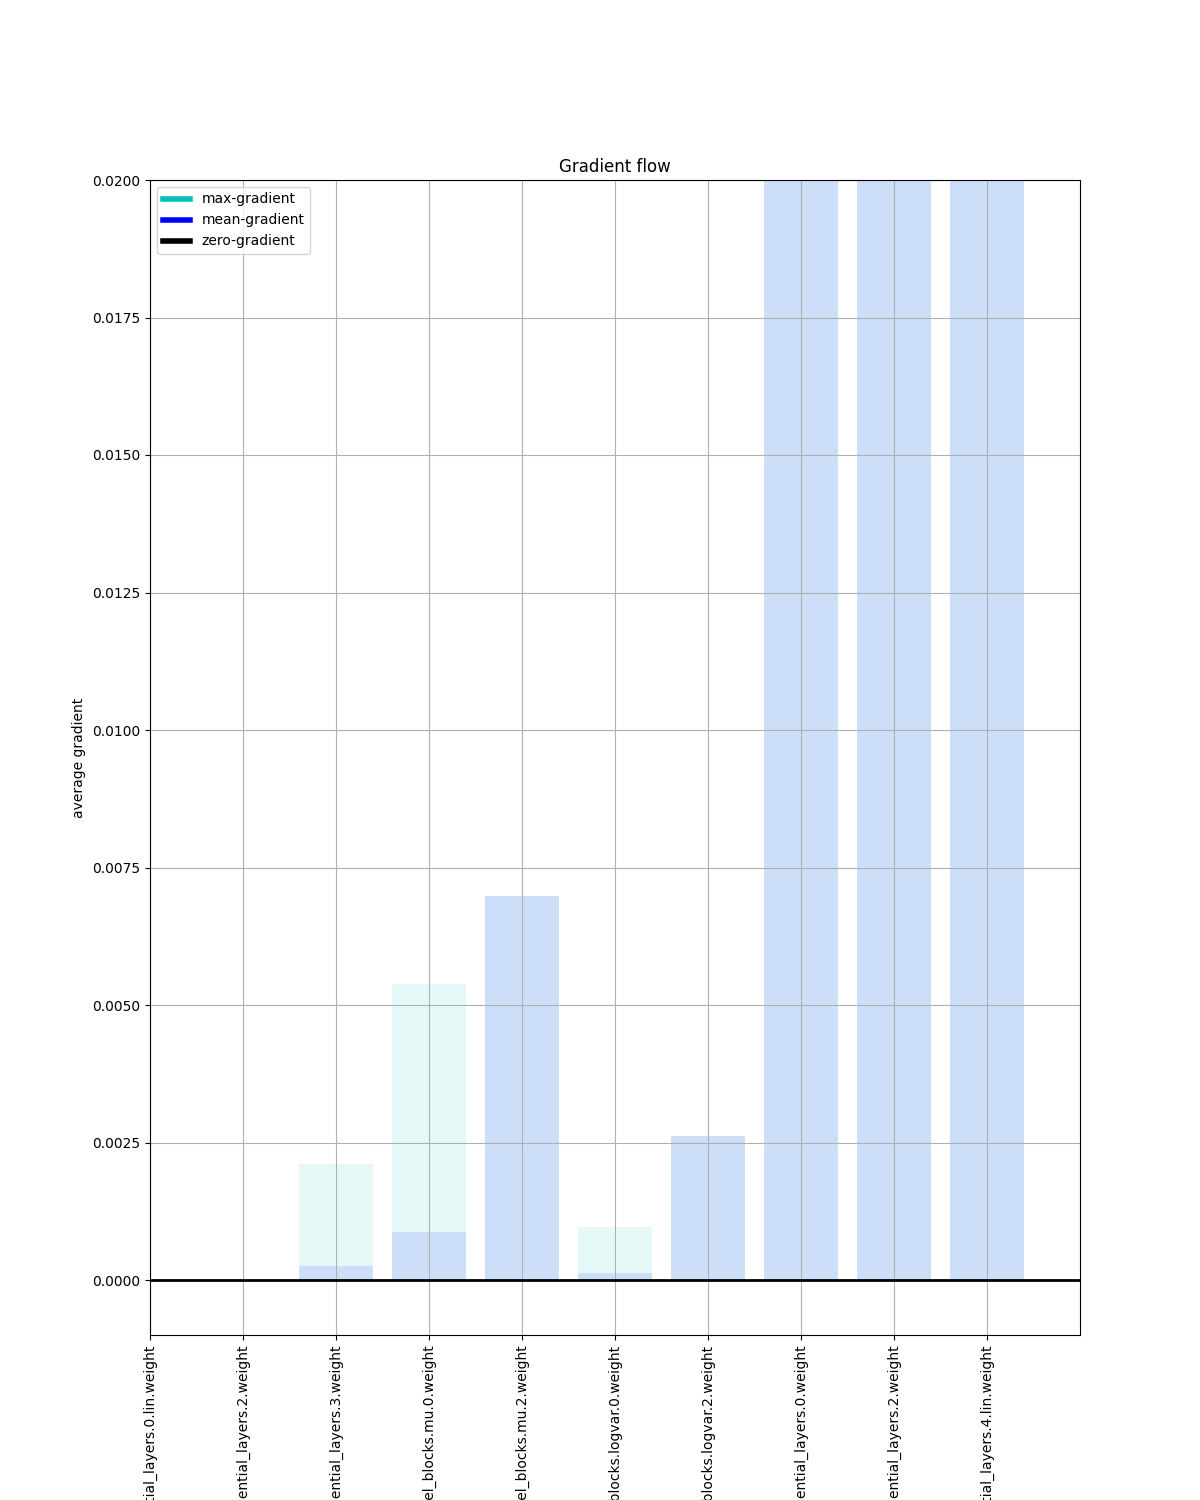 Gradient flow
max-gradient
mean-gradient
zero-gradient
0.0200
0.0175
0.0150
0.0125
0.0100
0.0075
0.0050
0.0025
0.0000
average gradient
tial_layers.0.lin.weight
ential_layers.2.weight
ential_layers.3.weight
el_blocks.mu.0.weight
el_blocks.mu.2.weight
blocks.logvar.0.weight
blocks.logvar.2.weight
ential_layers.0.weight
ential_layers.2.weight
tial_layers.4.lin.weight